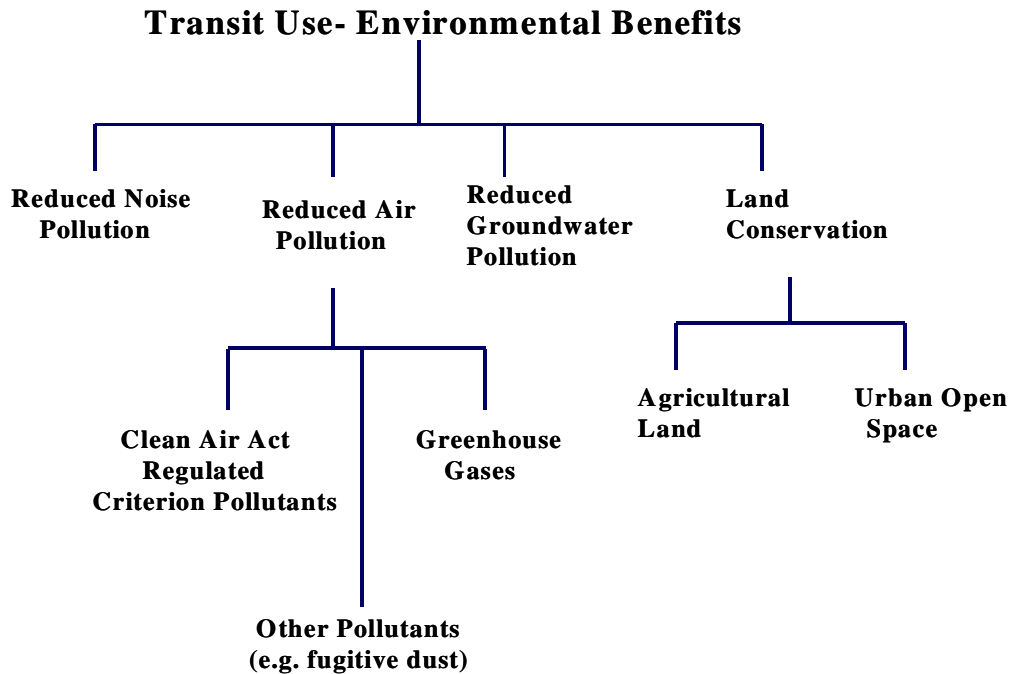 Transit Use- Environmental Benefits
Reduced Noise
Pollution
Reduced Air
Pollution
Reduced
Groundwater
Pollution
Land
Conservation
Clean Air Act
Regulated
Criterion Pollutants
Greenhouse
Gases
Agricultural
Land
Urban Open
Space
Other Pollutants
(e.g. fugitive dust)